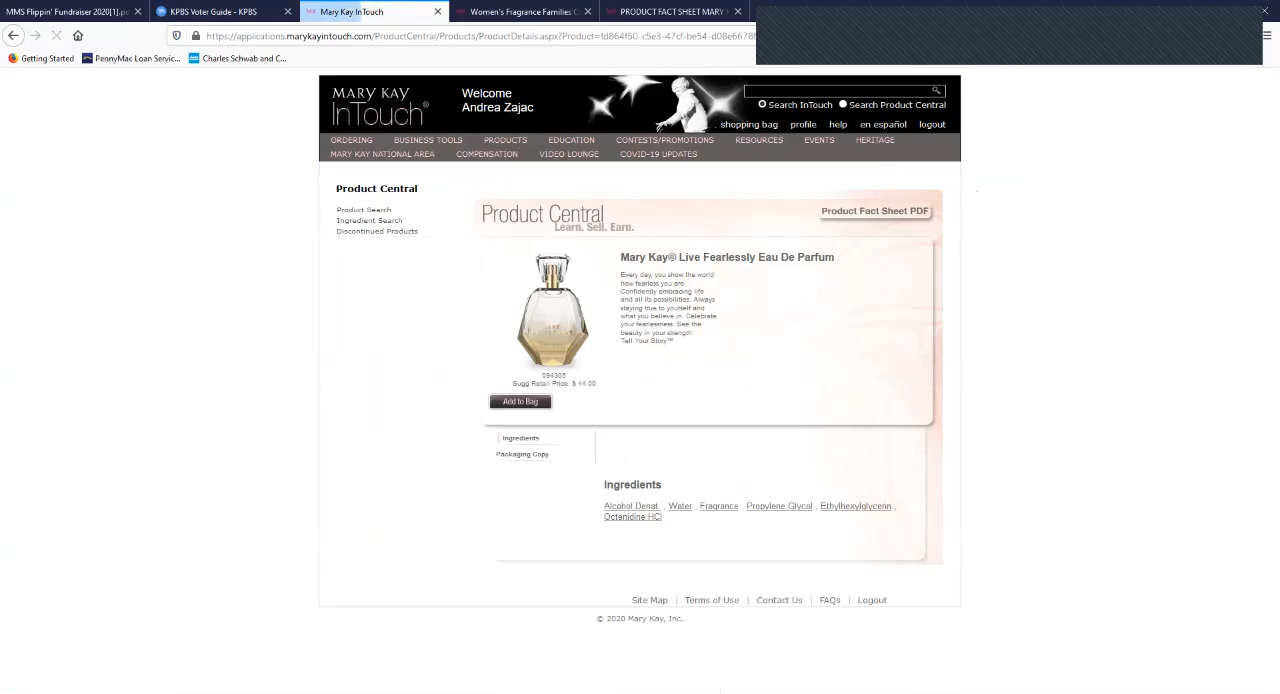 MMS Flippin' Fundraiser 2020[1].p
KPBS Voter Guide - KPBS
Mary Kay InTouch
Women's Fragrance Families
PRODUCT FACT SHEET MARY
https://applications.marykayintouch.com/ProductCentral/Products/ProductDetails.aspx?Product=fd864f50-c5e3-47cf-be54-d08e6678
Getting Started
PennyMac Loan Servic...
Charles Schwab and C...
MARY KAY
InTouch®
Welcome
Andrea Zajac
Search InTouch
Search Product Central
shopping bag profile help en español logout
ORDERING BUSINESS TOOLS PRODUCTS EDUCATION CONTESTS/PROMOTIONS RESOURCES EVENTS HERITAGE
MARY KAY NATIONAL AREA COMPENSATION VIDEO LOUNGE COVID-19 UPDATES
Product Central
Product Search
Ingredient Search
Discontinued Products
Product Central
Learn. Sell. Earn.
Product Fact Sheet PDF
Mary Kay® Live Fearlessly Eau De Parfum
Every day, you show the world
how fearless you are.
Confidently embracing life
and all its possibilities. Always
staying true to yourself and
what you believe in. Celebrate
your fearlessness. See the
beauty in your strength.
Tell Your Story™
094308
Sugg Retail Price $ 44.00
Add to Bag
Ingredients
Packaging Copy
Ingredients
Alcohol Denat. , Water , Fragrance , Propylene Glycol , Ethylhexylglycerin ,
Octenidine HCl
Site Map | Terms of Use | Contact Us | FAQs | Logout
© 2020 Mary Kay, Inc.